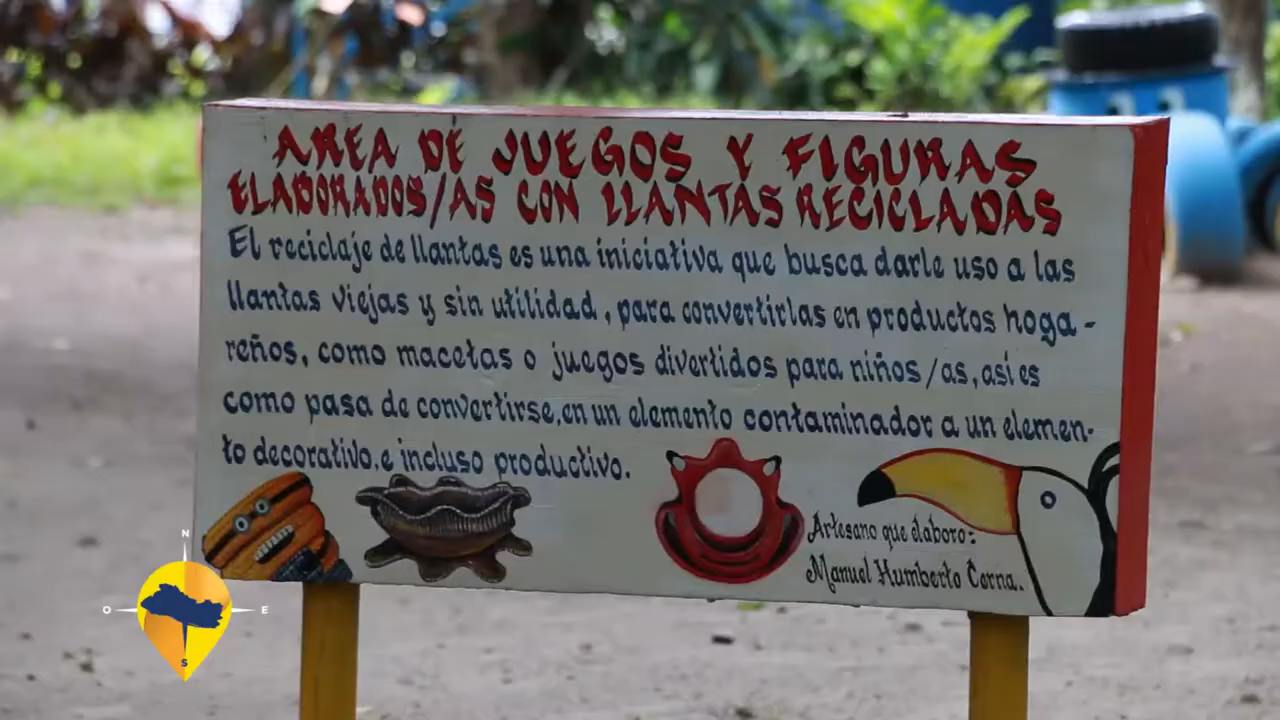 AREA DE JUEGOS Y FIGURAS
ELABORADOS/AS CON LLANTAS RECICLADAS
El reciclaje de llantas es una iniciativa que busca darle uso a las
llantas viejas y sin utilidad, para convertirlas en productos hoga-
reños, como macetas o juegos divertidos para niños/as, asi es
como pasa de convertirse, en un elemento contaminador a un elemen-
to decorativo, e incluso productivo.
Artesano que elaboro:
Manuel Humberto Cerna.
N
O E
S